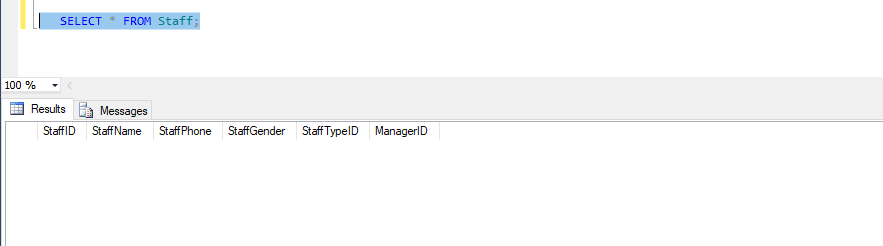 SELECT * FROM Staff;
100 %
Results Messages
StaffID StaffName StaffPhone StaffGender StaffTypeID ManagerID